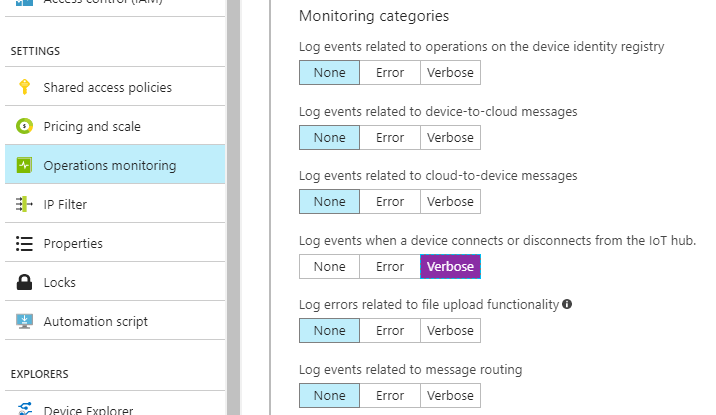 Access control (IAM)
SETTINGS
Shared access policies
Pricing and scale
Operations monitoring
IP Filter
Properties
Locks
Automation script
EXPLORERS
Device Explorer
Monitoring categories
Log events related to operations on the device identity registry
None Error Verbose
Log events related to device-to-cloud messages
None Error Verbose
Log events related to cloud-to-device messages
None Error Verbose
Log events when a device connects or disconnects from the IoT hub.
None Error Verbose
Log errors related to file upload functionality
None Error Verbose
Log events related to message routing
None Error Verbose